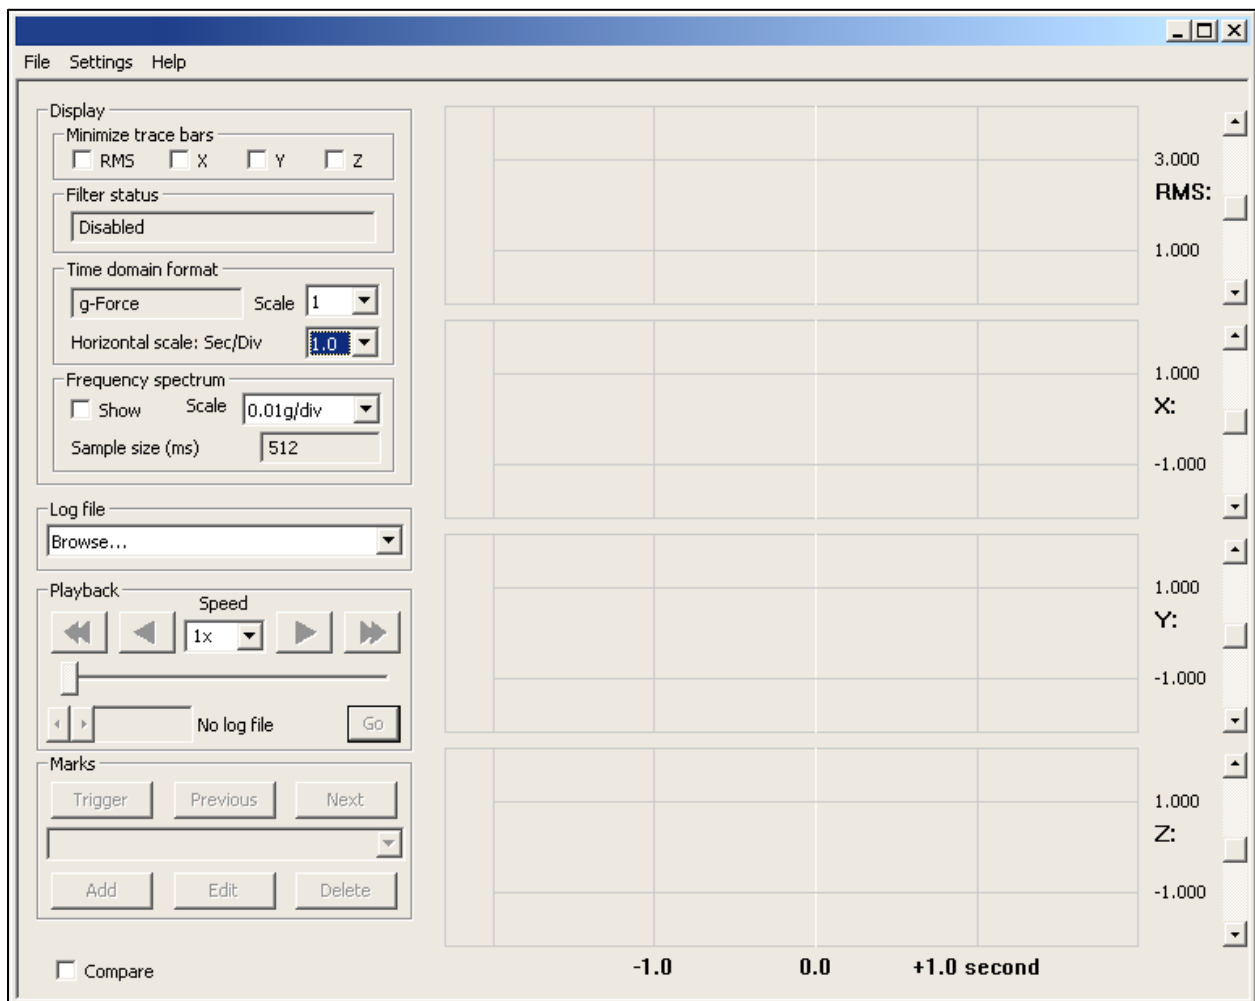 File Settings Help
Display
Minimize trace bars
RMS X Y Z
Filter status
Disabled
Time domain format
g-Force Scale 1
Horizontal scale: Sec/Div 1.0
Frequency spectrum
Show Scale 0.01g/div
Sample size (ms) 512
Log file
Browse...
Playback
Speed
1x
No log file Go
Marks
Trigger Previous Next
Add Edit Delete
Compare
3.000
RMS:
1.000
1.000
X:
-1.000
1.000
Y:
-1.000
1.000
Z:
-1.000
-1.0 0.0 +1.0 second